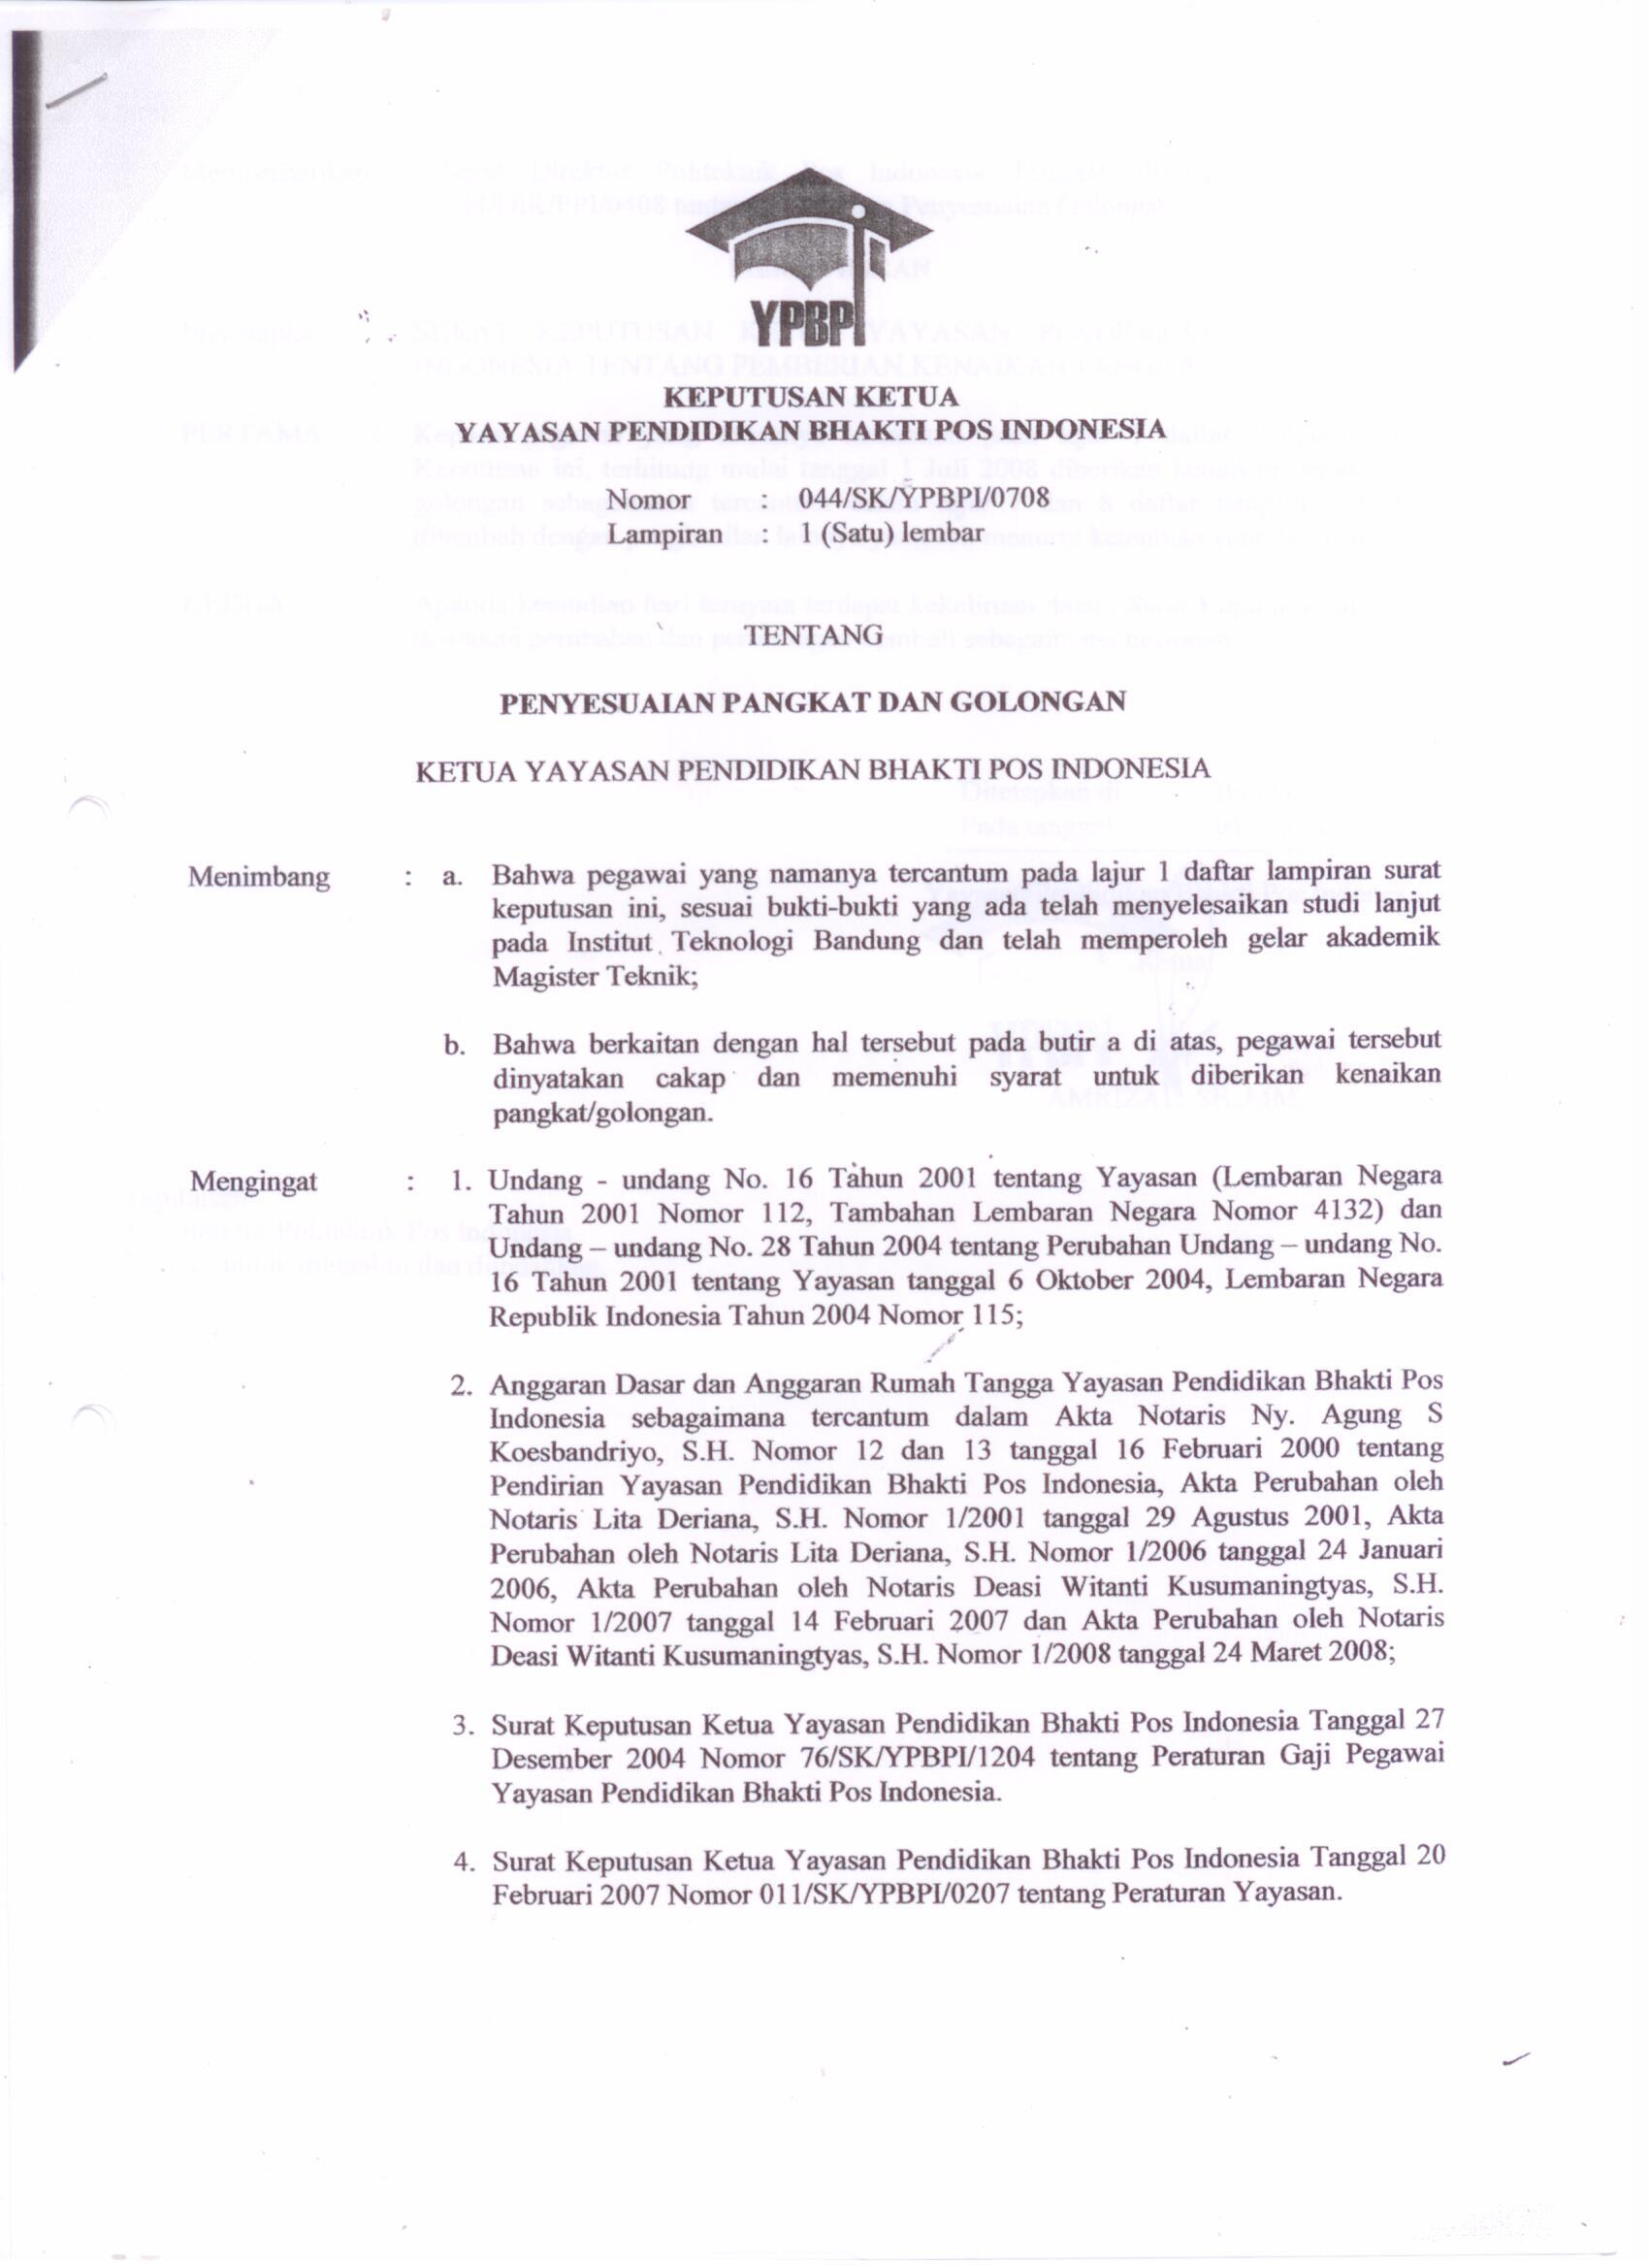 YPBPI
KEPUTUSAN KETUA
YAYASAN PENDIDIKAN BHAKTI POS INDONESIA
Nomor : 044/SK/YPBPI/0708
Lampiran : 1 (Satu) lembar
TENTANG
PENYESUAIAN PANGKAT DAN GOLONGAN
KETUA YAYASAN PENDIDIKAN BHAKTI POS INDONESIA
Menimbang : a. Bahwa pegawai yang namanya tercantum pada lajur 1 daftar lampiran surat
keputusan ini, sesuai bukti-bukti yang ada telah menyelesaikan studi lanjut
pada Institut Teknologi Bandung dan telah memperoleh gelar akademik
Magister Teknik;
b. Bahwa berkaitan dengan hal tersebut pada butir a di atas, pegawai tersebut
dinyatakan cakap dan memenuhi syarat untuk diberikan kenaikan
pangkat/golongan.
Mengingat : 1. Undang - undang No. 16 Tahun 2001 tentang Yayasan (Lembaran Negara
Tahun 2001 Nomor 112, Tambahan Lembaran Negara Nomor 4132) dan
Undang – undang No. 28 Tahun 2004 tentang Perubahan Undang – undang No.
16 Tahun 2001 tentang Yayasan tanggal 6 Oktober 2004, Lembaran Negara
Republik Indonesia Tahun 2004 Nomor 115;
2. Anggaran Dasar dan Anggaran Rumah Tangga Yayasan Pendidikan Bhakti Pos
Indonesia sebagaimana tercantum dalam Akta Notaris Ny. Agung S
Koesbandriyo, S.H. Nomor 12 dan 13 tanggal 16 Februari 2000 tentang
Pendirian Yayasan Pendidikan Bhakti Pos Indonesia, Akta Perubahan oleh
Notaris Lita Deriana, S.H. Nomor 1/2001 tanggal 29 Agustus 2001, Akta
Perubahan oleh Notaris Lita Deriana, S.H. Nomor 1/2006 tanggal 24 Januari
2006, Akta Perubahan oleh Notaris Deasi Witanti Kusumaningtyas, S.H.
Nomor 1/2007 tanggal 14 Februari 2007 dan Akta Perubahan oleh Notaris
Deasi Witanti Kusumaningtyas, S.H. Nomor 1/2008 tanggal 24 Maret 2008;
3. Surat Keputusan Ketua Yayasan Pendidikan Bhakti Pos Indonesia Tanggal 27
Desember 2004 Nomor 76/SK/YPBPI/1204 tentang Peraturan Gaji Pegawai
Yayasan Pendidikan Bhakti Pos Indonesia.
4. Surat Keputusan Ketua Yayasan Pendidikan Bhakti Pos Indonesia Tanggal 20
Februari 2007 Nomor 011/SK/YPBPI/0207 tentang Peraturan Yayasan.